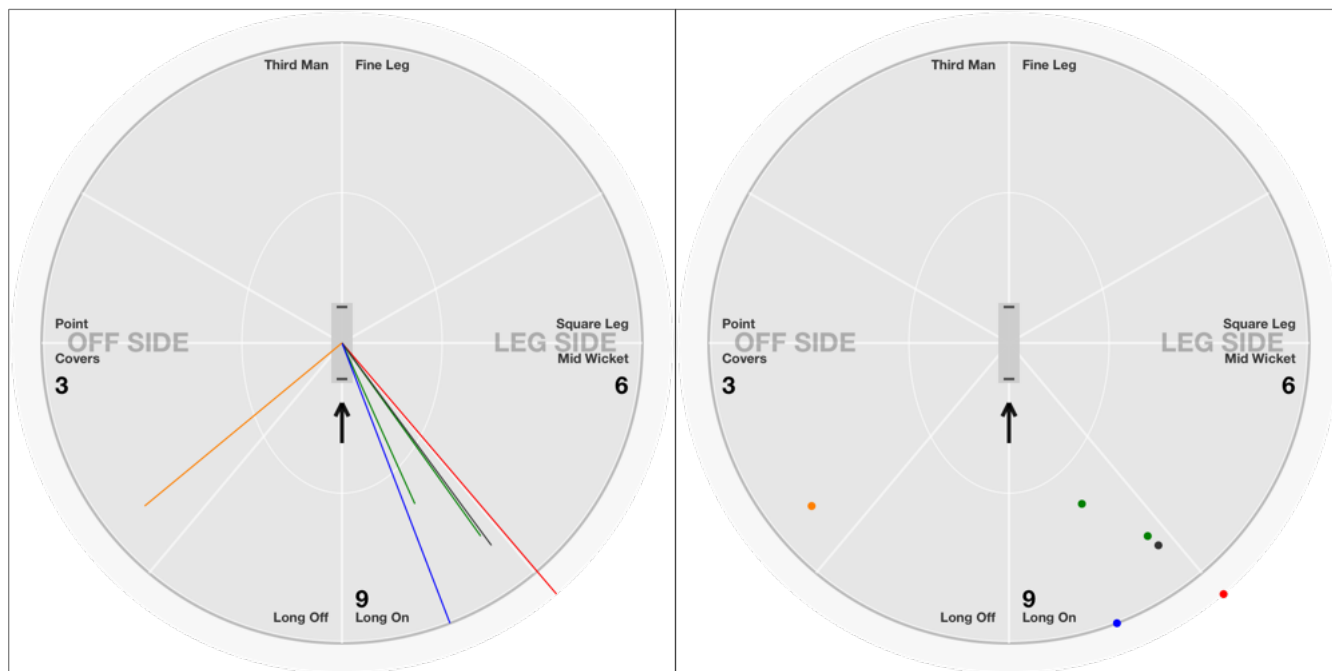 Third Man Fine Leg
Point
OFF SIDE
Covers
3
Square Leg
LEG SIDE
Mid Wicket
6
9
Long Off Long On
Third Man Fine Leg
Point
OFF SIDE
Covers
3
Square Leg
LEG SIDE
Mid Wicket
6
9
Long Off Long On